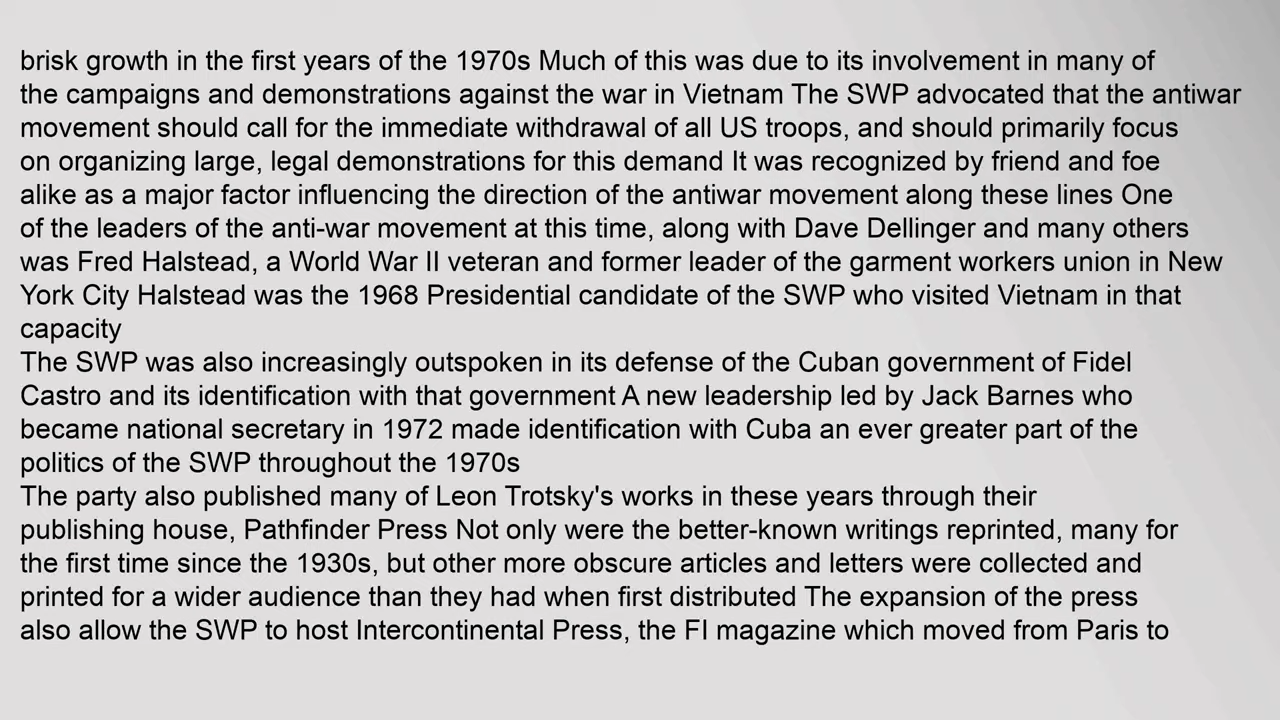 brisk growth in the first years of the 1970s Much of this was due to its involvement in many of
the campaigns and demonstrations against the war in Vietnam The SWP advocated that the antiwar
movement should call for the immediate withdrawal of all US troops, and should primarily focus
on organizing large, legal demonstrations for this demand It was recognized by friend and foe
alike as a major factor influencing the direction of the antiwar movement along these lines One
of the leaders of the anti-war movement at this time, along with Dave Dellinger and many others
was Fred Halstead, a World War II veteran and former leader of the garment workers union in New
York City Halstead was the 1968 Presidential candidate of the SWP who visited Vietnam in that
capacity
The SWP was also increasingly outspoken in its defense of the Cuban government of Fidel
Castro and its identification with that government A new leadership led by Jack Barnes who
became national secretary in 1972 made identification with Cuba an ever greater part of the
politics of the SWP throughout the 1970s
The party also published many of Leon Trotsky's works in these years through their
publishing house, Pathfinder Press Not only were the better-known writings reprinted, many for
the first time since the 1930s, but other more obscure articles and letters were collected and
printed for a wider audience than they had when first distributed The expansion of the press
also allow the SWP to host Intercontinental Press, the FI magazine which moved from Paris to